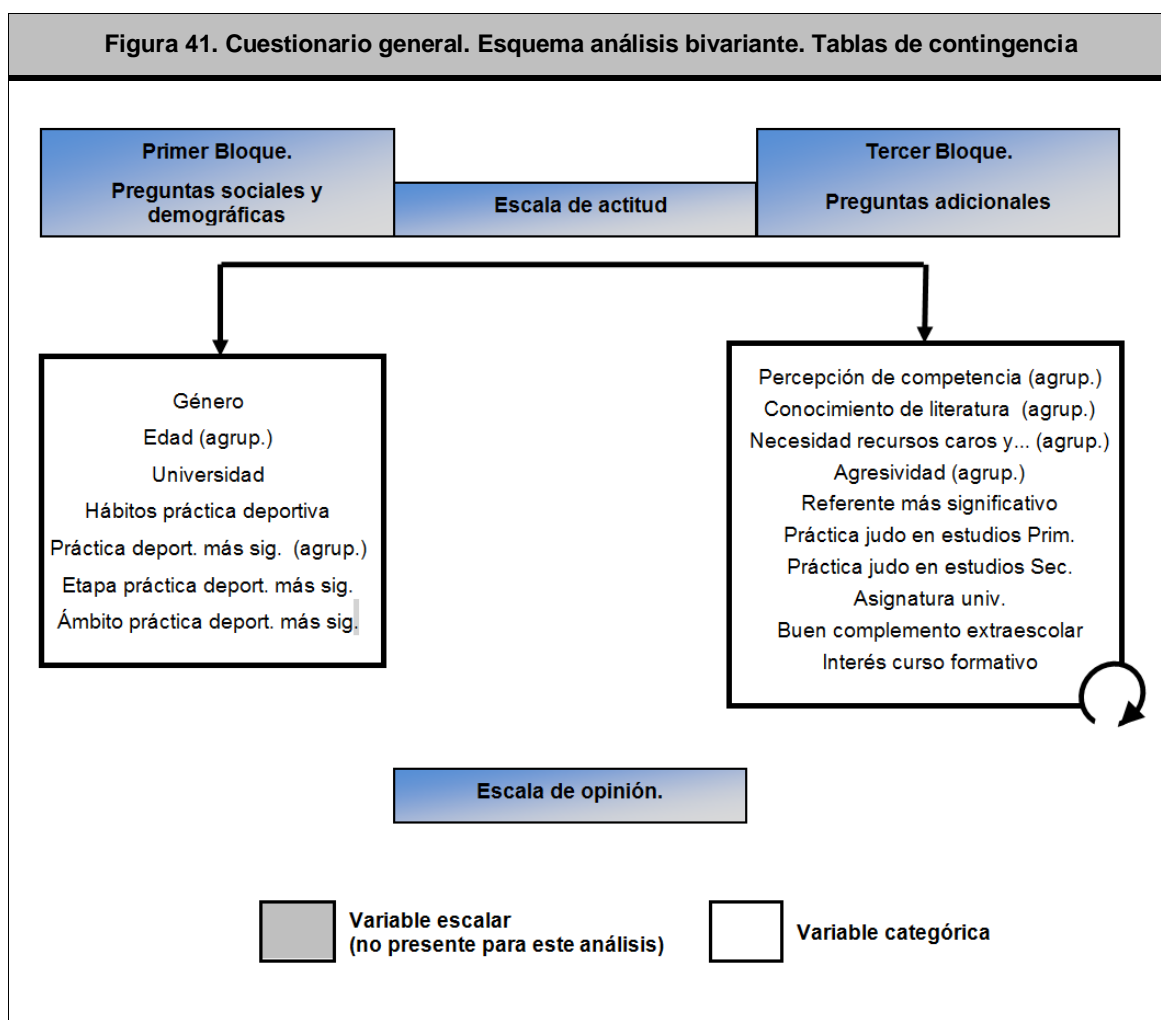 Figura 41. Cuestionario general. Esquema análisis bivariante. Tablas de contingencia
Primer Bloque.
Preguntas sociales y
demográficas
Escala de actitud
Tercer Bloque.
Preguntas adicionales
Género
Edad (agrup.)
Universidad
Hábitos práctica deportiva
Práctica deport. más sig. (agrup.)
Etapa práctica deport. más sig.
Ámbito práctica deport. más sig.
Percepción de competencia (agrup.)
Conocimiento de literatura (agrup.)
Necesidad recursos caros y... (agrup.)
Agresividad (agrup.)
Referente más significativo
Práctica judo en estudios Prim.
Práctica judo en estudios Sec.
Asignatura univ.
Buen complemento extraescolar
Interés curso formativo
Escala de opinión.
Variable escalar
(no presente para este análisis)
Variable categórica